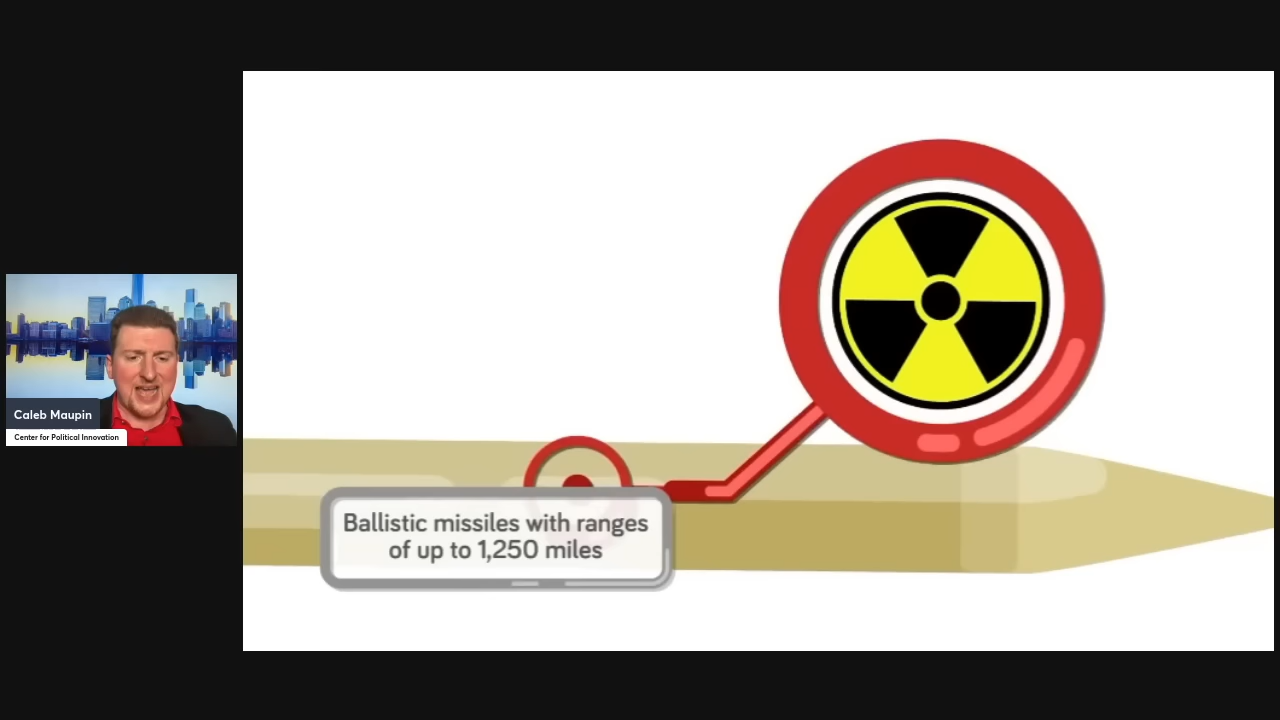 Caleb Maupin
Center for Political Innovation
Ballistic missiles with ranges
of up to 1,250 miles